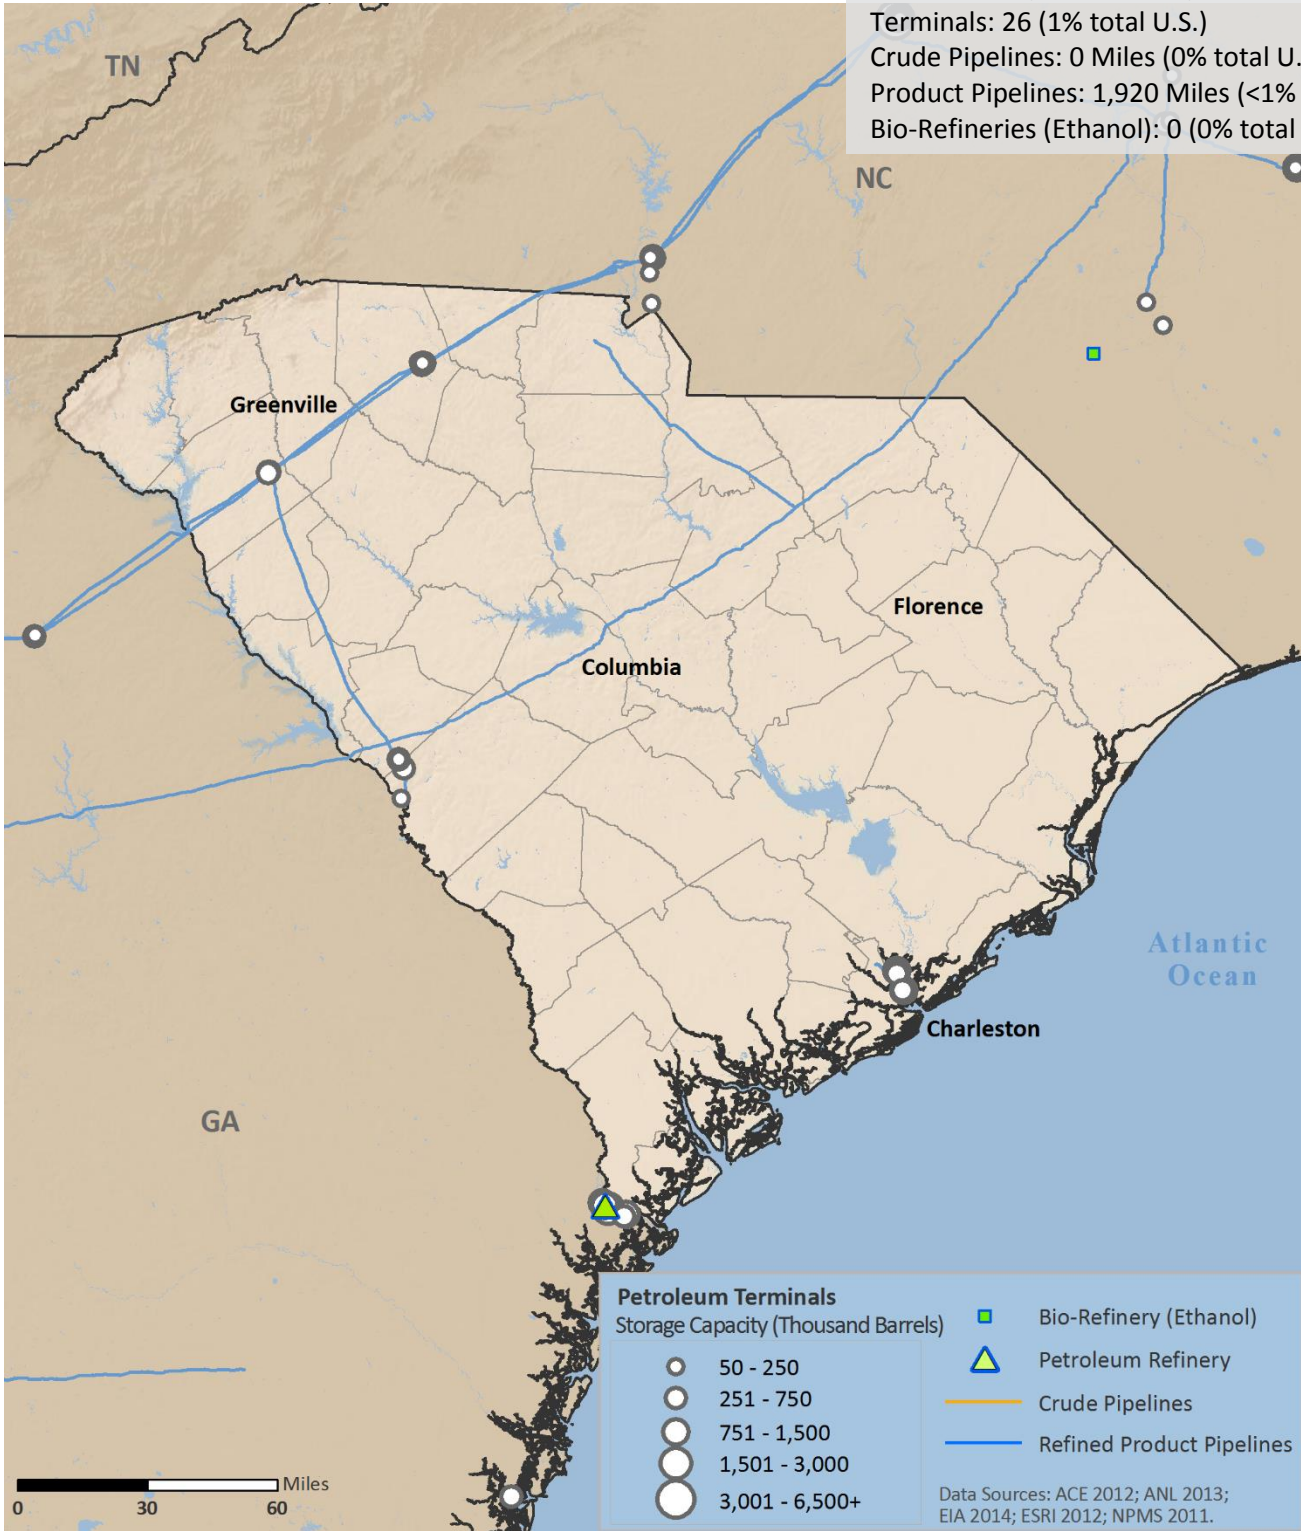 Terminals: 26 (1% total U.S.)
Crude Pipelines: 0 Miles (0% total U.
Product Pipelines: 1,920 Miles (<1%
Bio-Refineries (Ethanol): 0 (0% total
TN
NC
Greenville
Florence
Columbia
Atlantic
Ocean
Charleston
GA
Petroleum Terminals
Storage Capacity (Thousand Barrels)
50 - 250
251 - 750
751 - 1,500
1,501 - 3,000
3,001 - 6,500+
Bio-Refinery (Ethanol)
Petroleum Refinery
Crude Pipelines
Refined Product Pipelines
Data Sources: ACE 2012; ANL 2013;
EIA 2014; ESRI 2012; NPMS 2011.
Miles
0 30 60